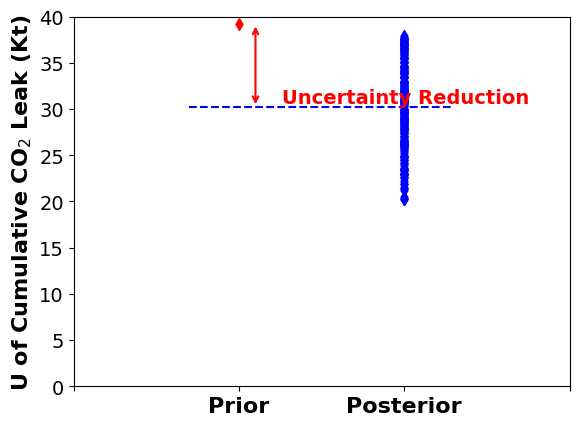 U of Cumulative CO₂ Leak (Kt)
40
35
30
25
20
15
10
5
0
Uncertainty Reduction
Prior
Posterior